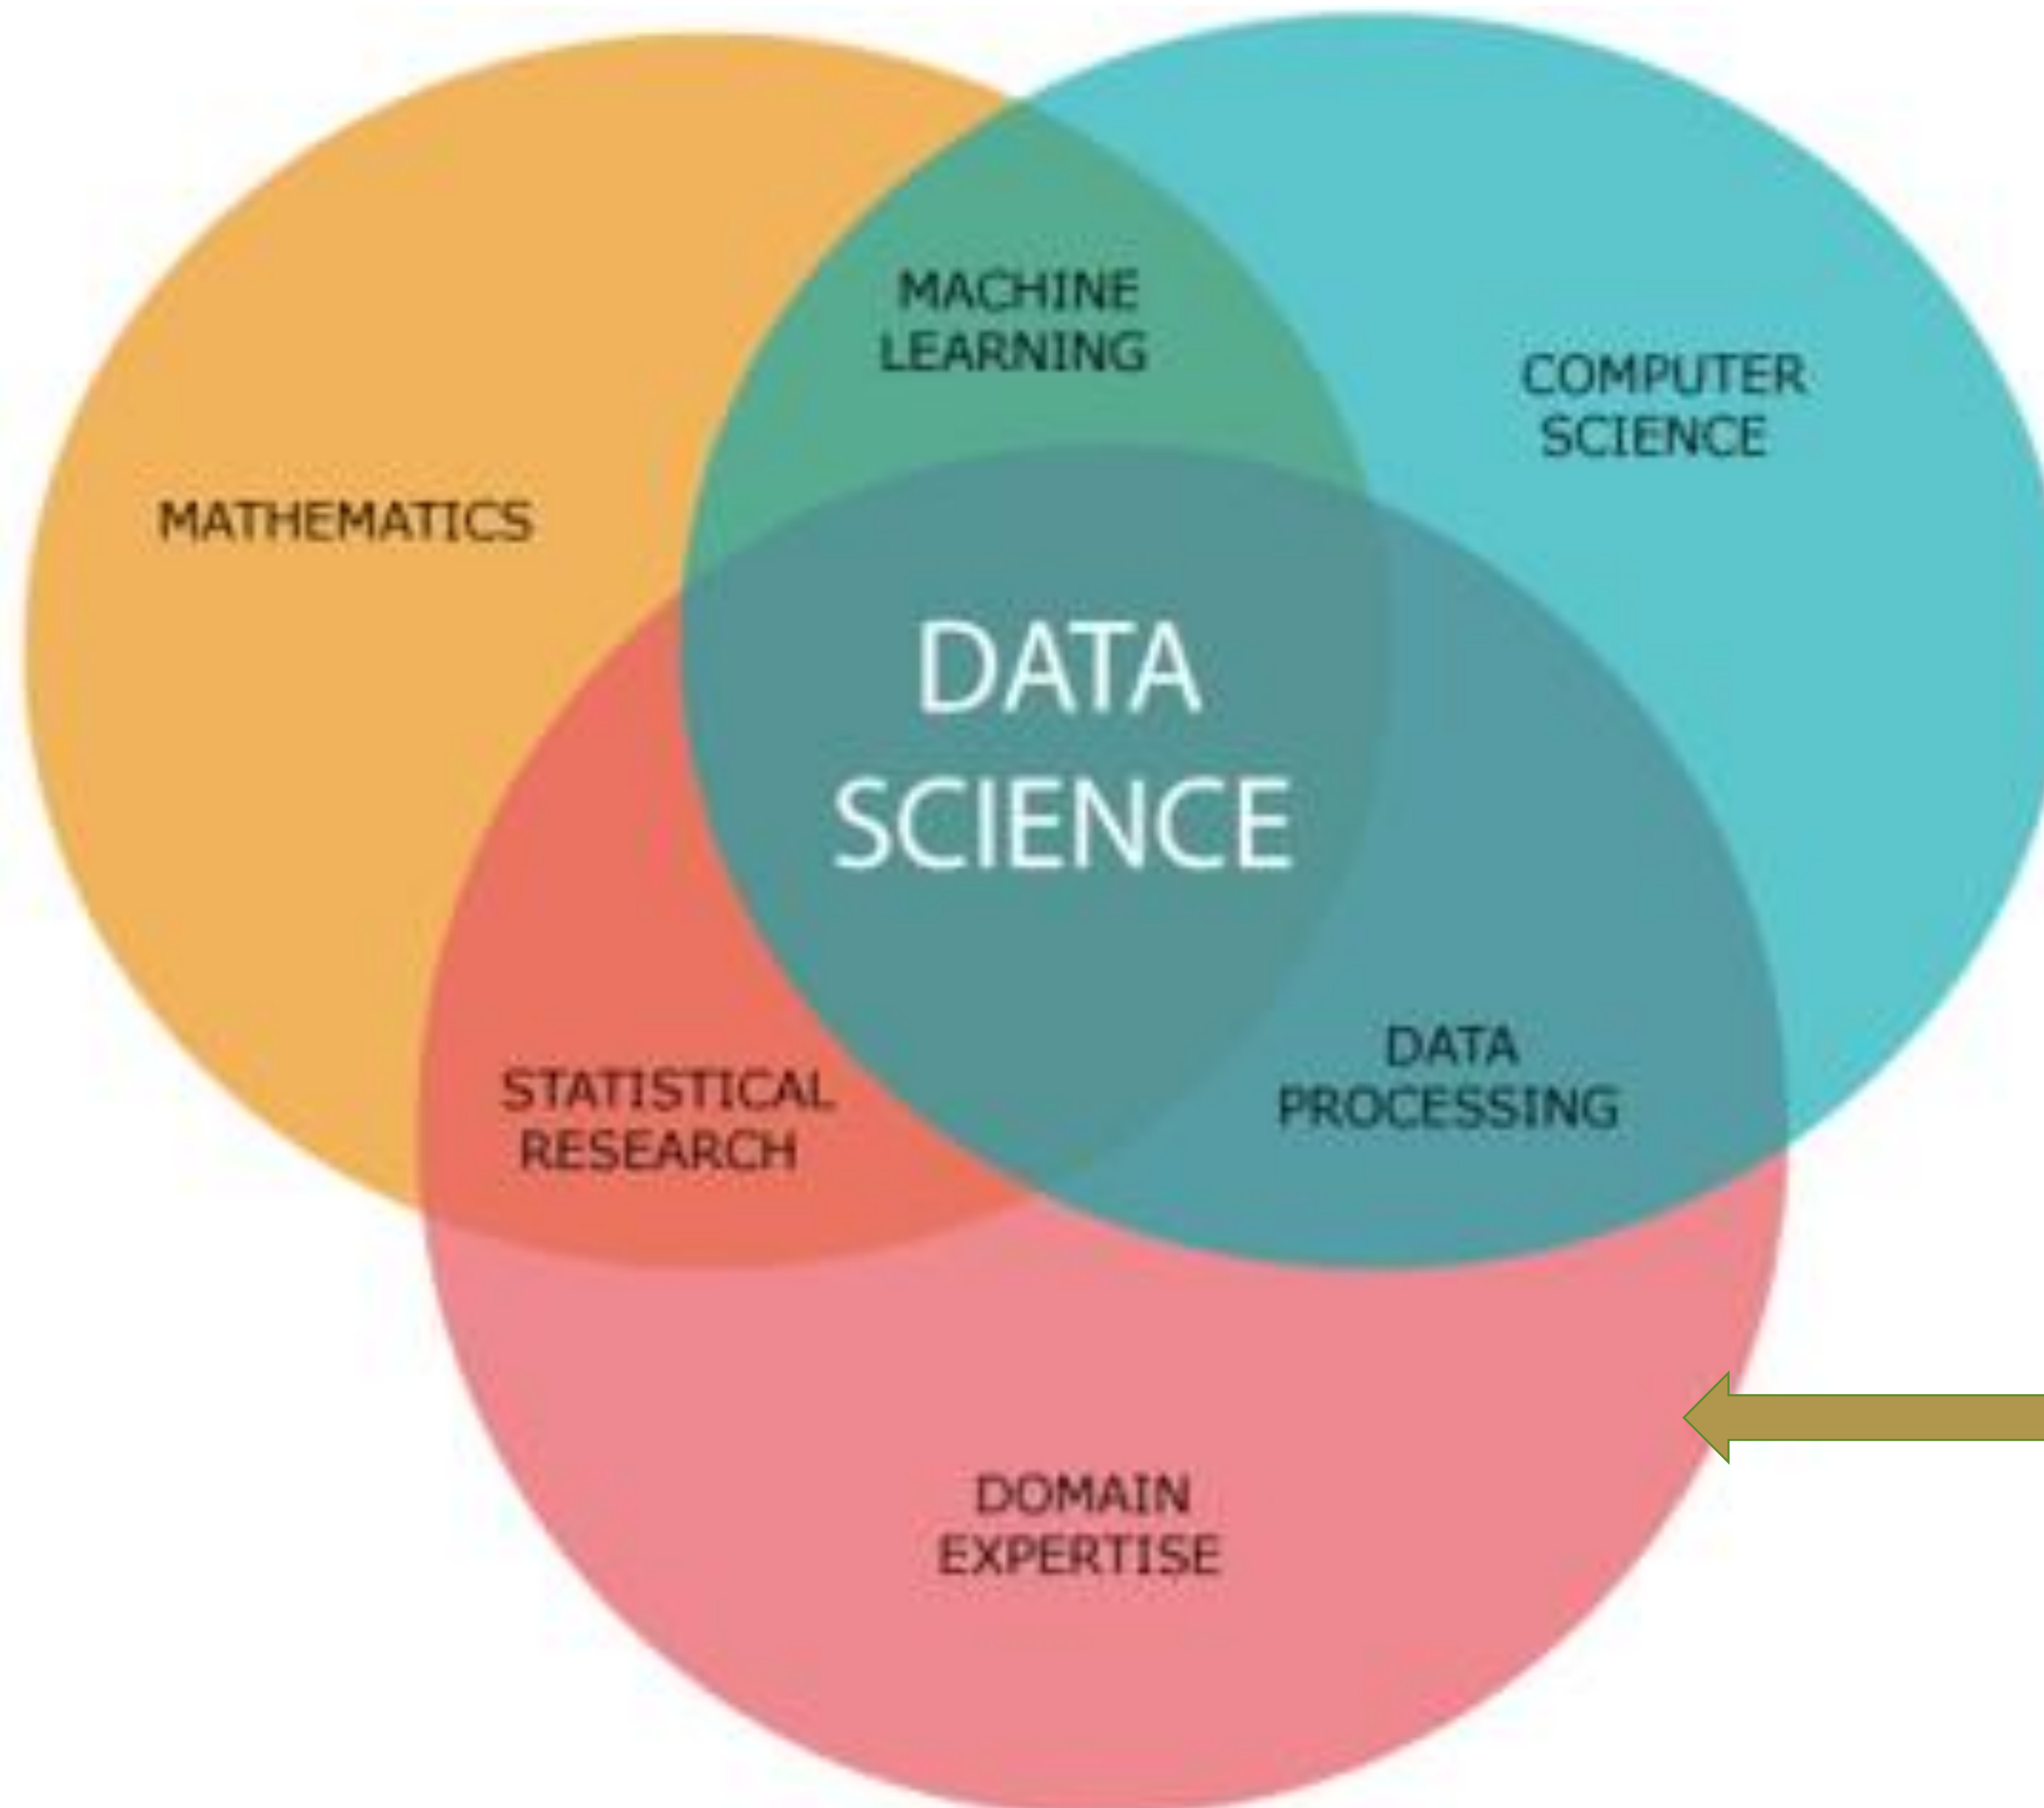 MACHINE
LEARNING
COMPUTER
SCIENCE
MATHEMATICS
DATA
SCIENCE
DATA
PROCESSING
STATISTICAL
RESEARCH
DOMAIN
EXPERTISE